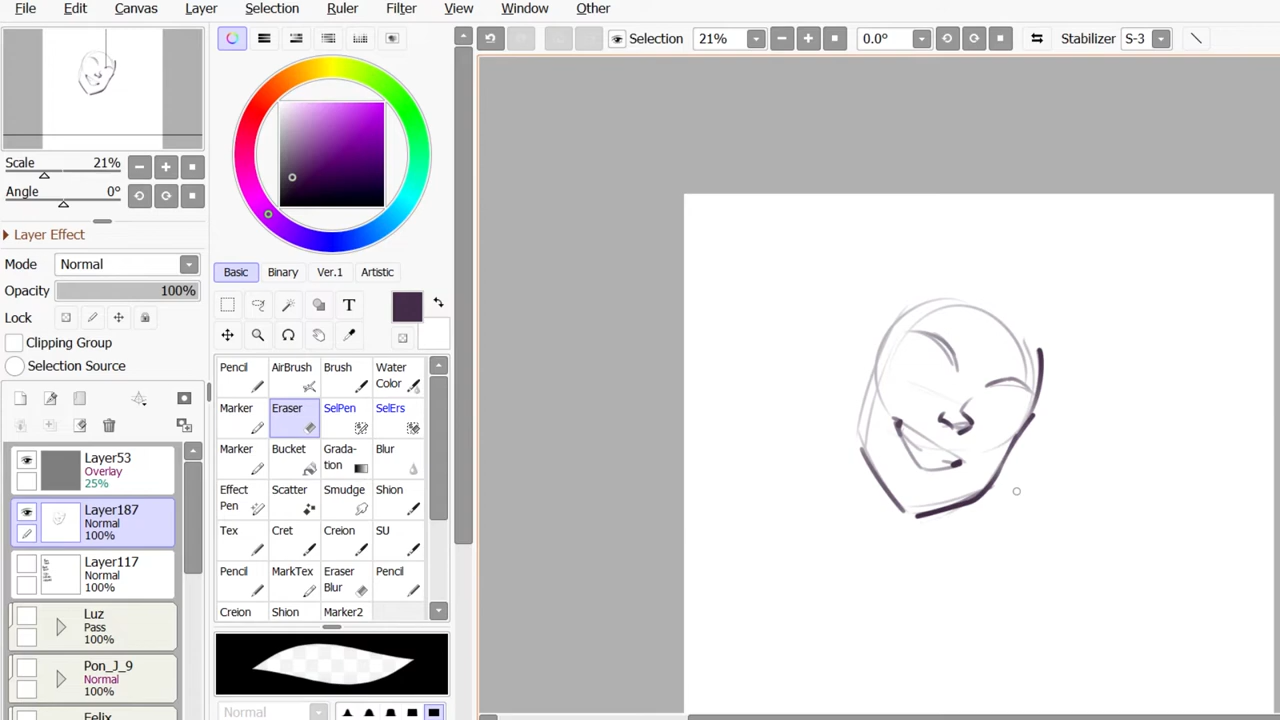 File Edit Canvas Layer Selection Ruler Filter View Window Other
Selection 21% 0.0° Stabilizer S-3
Scale 21%
Angle 0°
Layer Effect
Mode Normal
Opacity 100%
Lock
Clipping Group
Selection Source
Layer53
Overlay
25%
Layer187
Normal
100%
Layer117
Normal
100%
Luz
Pass
100%
Pon_J_9
Normal
100%
Felix
Basic Binary Ver.1 Artistic
T
Pencil AirBrush Brush Water Color
Marker Eraser SelPen SelErs
Marker Bucket Grada-tion Blur
Effect Pen Scatter Smudge Shion
Tex Cret Creion SU
Pencil MarkTex Eraser Blur Pencil
Creion Shion Marker2
Normal